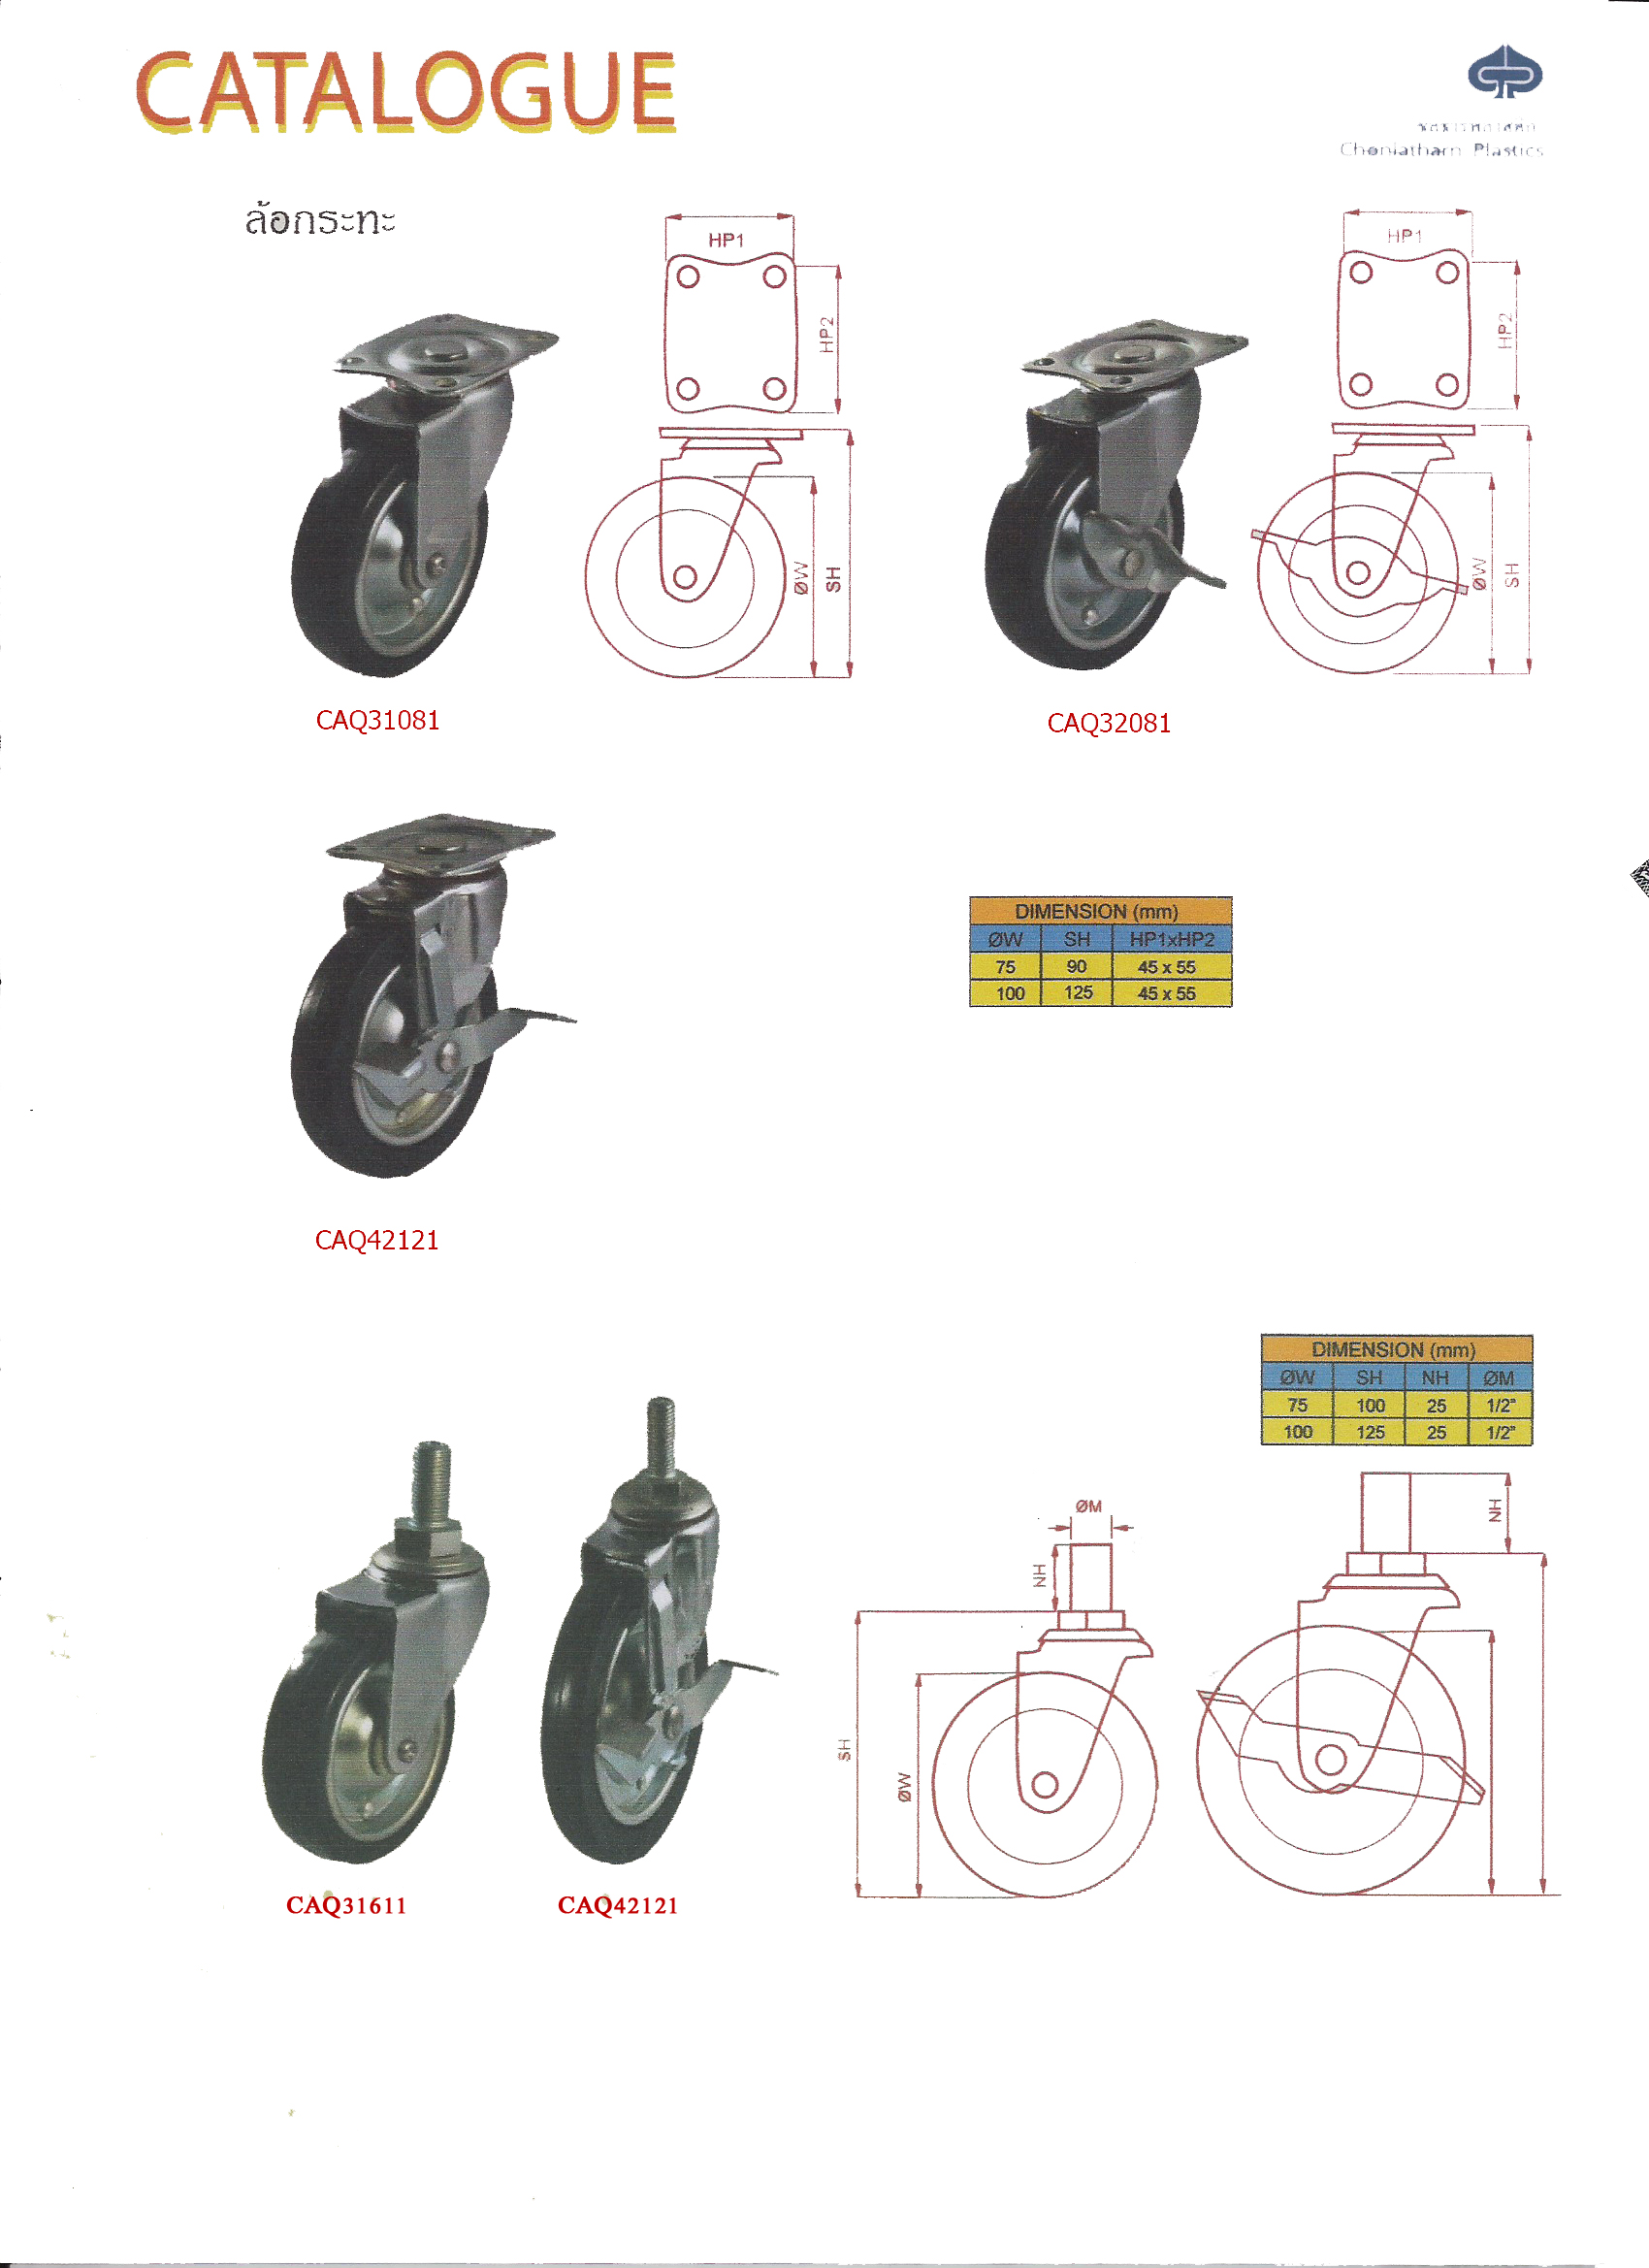 CATALOGUE
Choniatharn Plastics
ล้อกระทะ
HP1
HP2
ØW
SH
HP1
HP2
ØW
SH
CAQ31081
CAQ32081
CAQ42121
DIMENSION (mm)
ØW SH HP1xHP2
75 90 45 x 55
100 125 45 x 55
DIMENSION (mm)
ØW SH NH ØM
75 100 25 1/2"
100 125 25 1/2"
ØM
NH
NH
SH
ØW
CAQ31611
CAQ42121